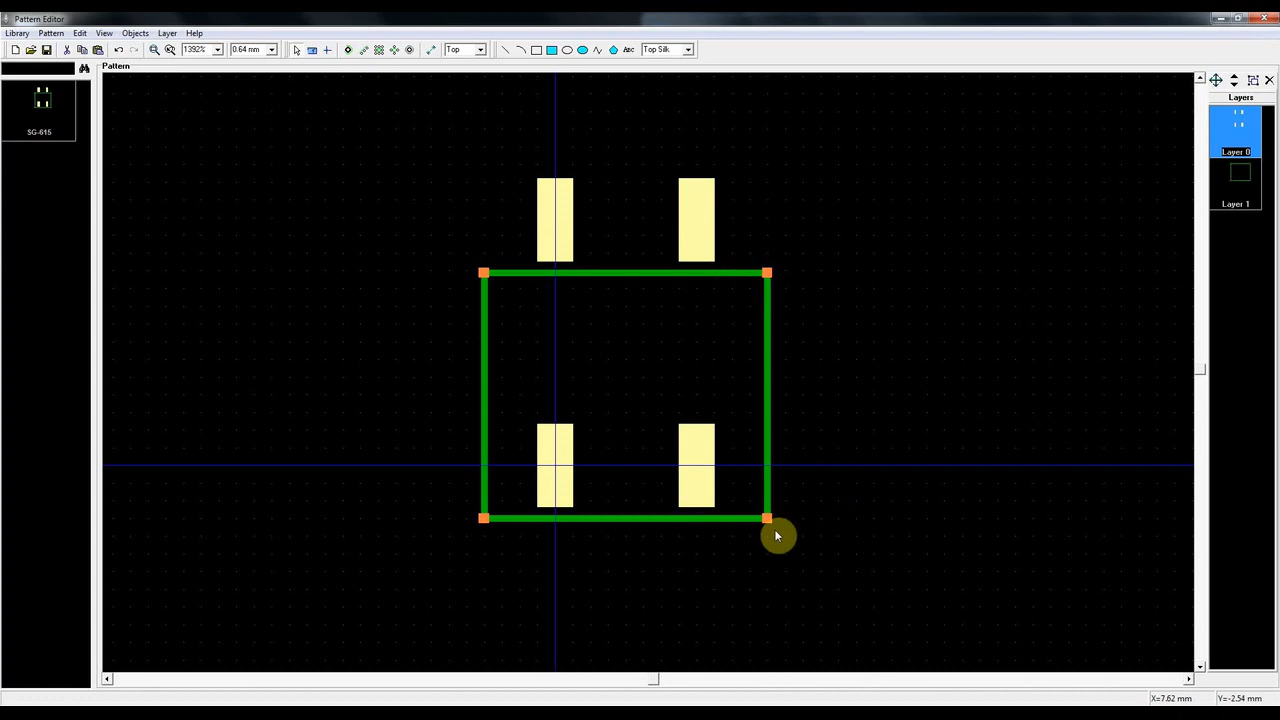 Pattern Editor
Library Pattern Edit View Objects Layer Help
1392% 0.64 mm Top ABC Top Silk
Pattern
SG-615
Layers
Layer 0
Layer 1
X=7.62 mm Y=-2.54 mm